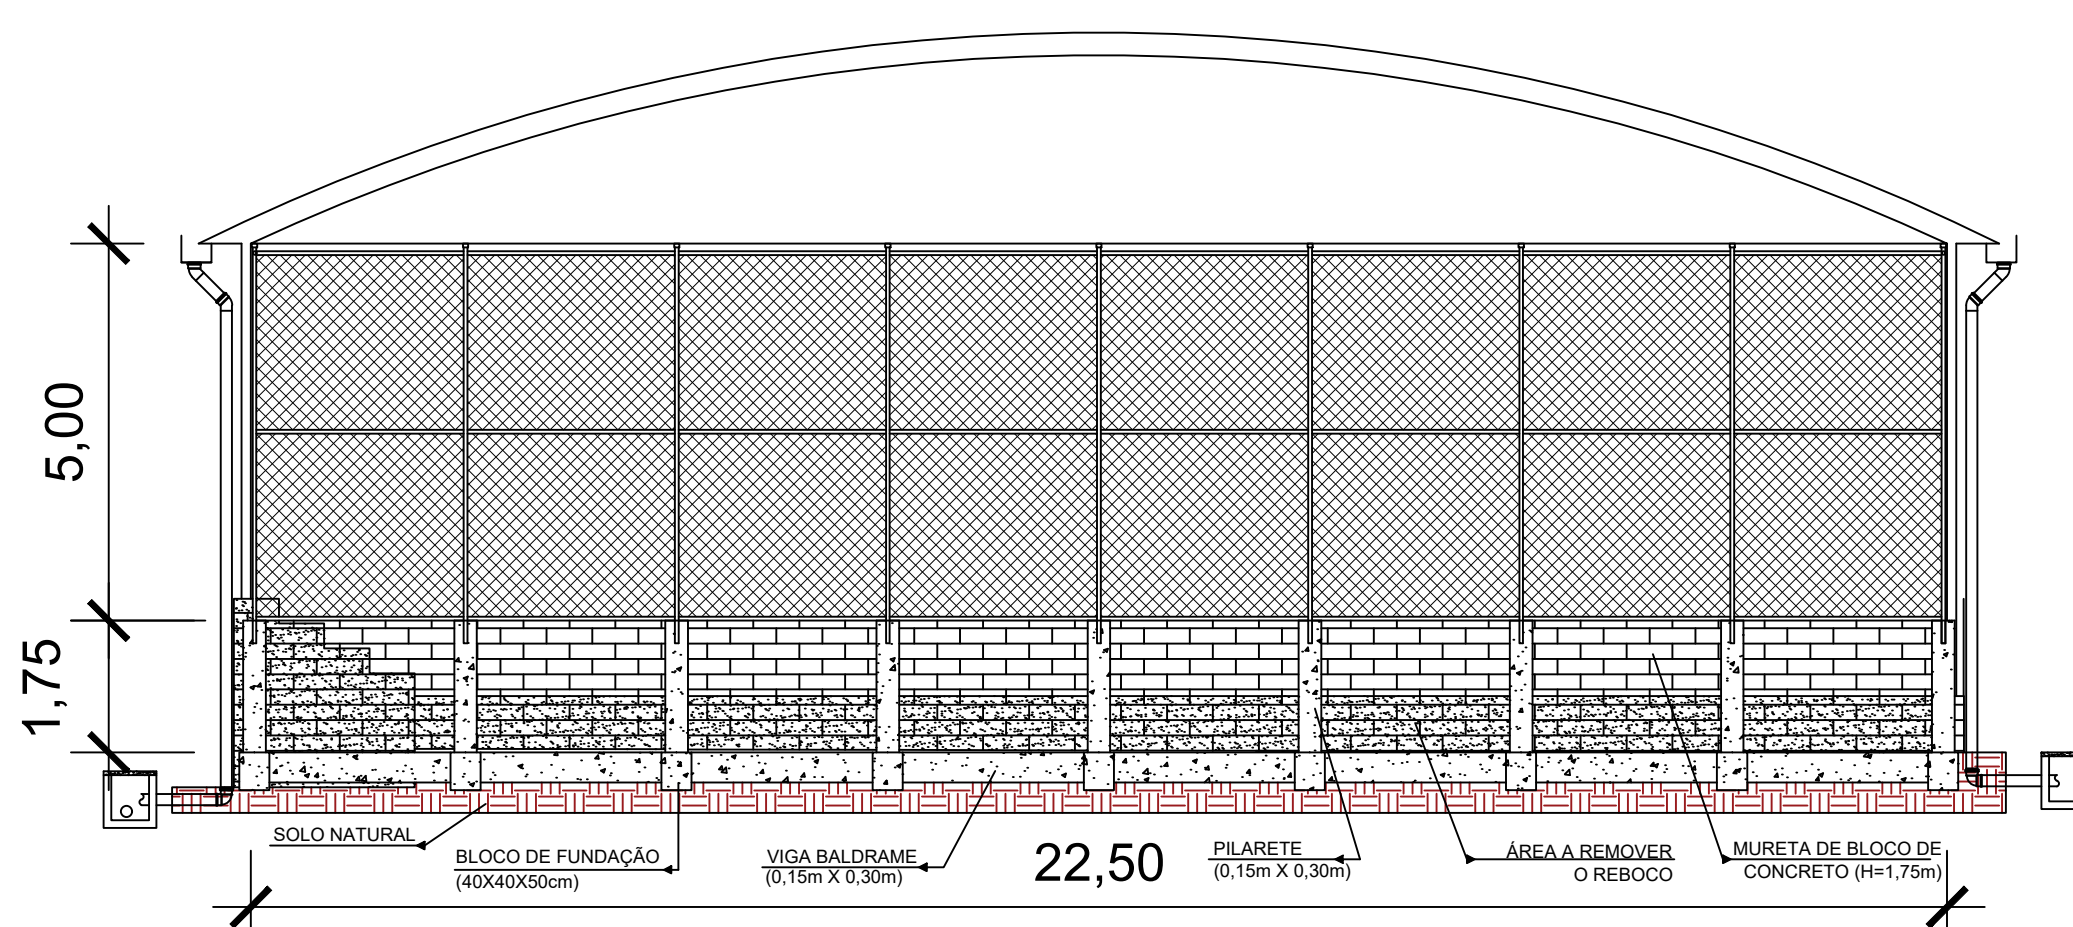 5,00
1,75
SOLO NATURAL
BLOCO DE FUNDAÇÃO
(40X40X50cm)
VIGA BALDRAME
(0,15m X 0,30m)
22,50
PILARETE
(0,15m X 0,30m)
ÁREA A REMOVER
O REBOCO
MURETA DE BLOCO DE
CONCRETO (H=1,75m)